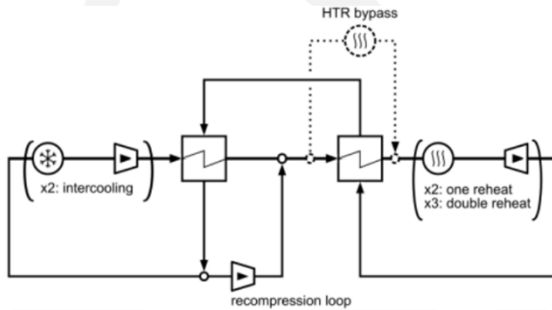 HTR bypass
x2: intercooling
x2: one reheat
x3: double reheat
recompression loop